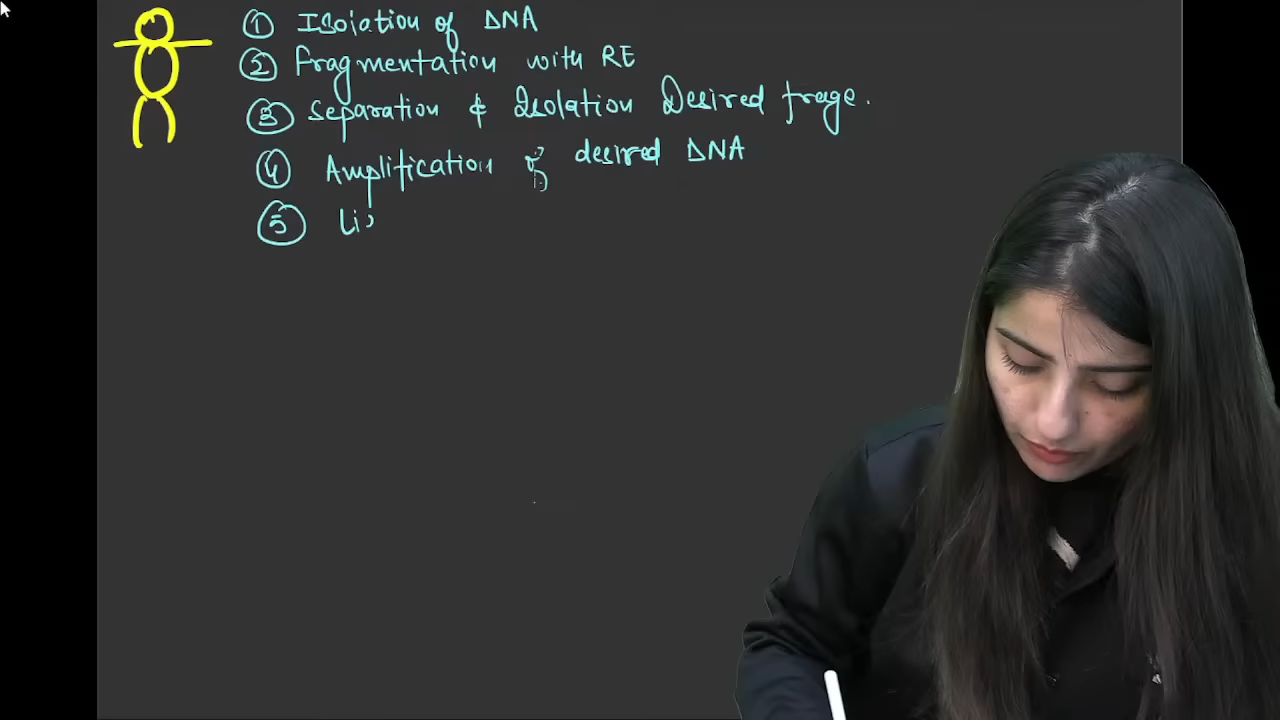 ① Isolation of DNA
② Fragmentation with RE
③ Separation & Isolation Desired frage.
④ Amplification of desired DNA
⑤ Li